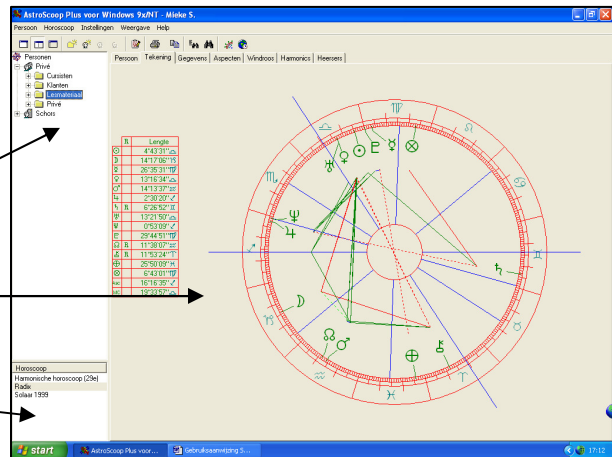 AstroScoop Plus voor Windows 9x/NT - Mieke S.
Persoon Horoscoop Instellingen Weergave Help
Personen
Privé
Cursisten
Klanten
Lesmateriaal
Privé
Schors
Persoon Tekening Gegevens Aspecten Windroos Harmonics Heersers
R Lengte
4°43'31"
14°17'06"
26°35'31"
13°16'34"
14°13'37"
2°30'20"
R 6°26'52"
13°21'50"
0°53'09"
29°44'51"
R 11°38'07"
R 11°53'24"
25°50'09"
6°43'01"
16°16'35"
19°33'57"
Horoscoop
Harmonische horoscoop (29e)
Radix
Solaar 1999
start AstroScoop Plus voor... Gebruiksaanwijzing S... 17:12